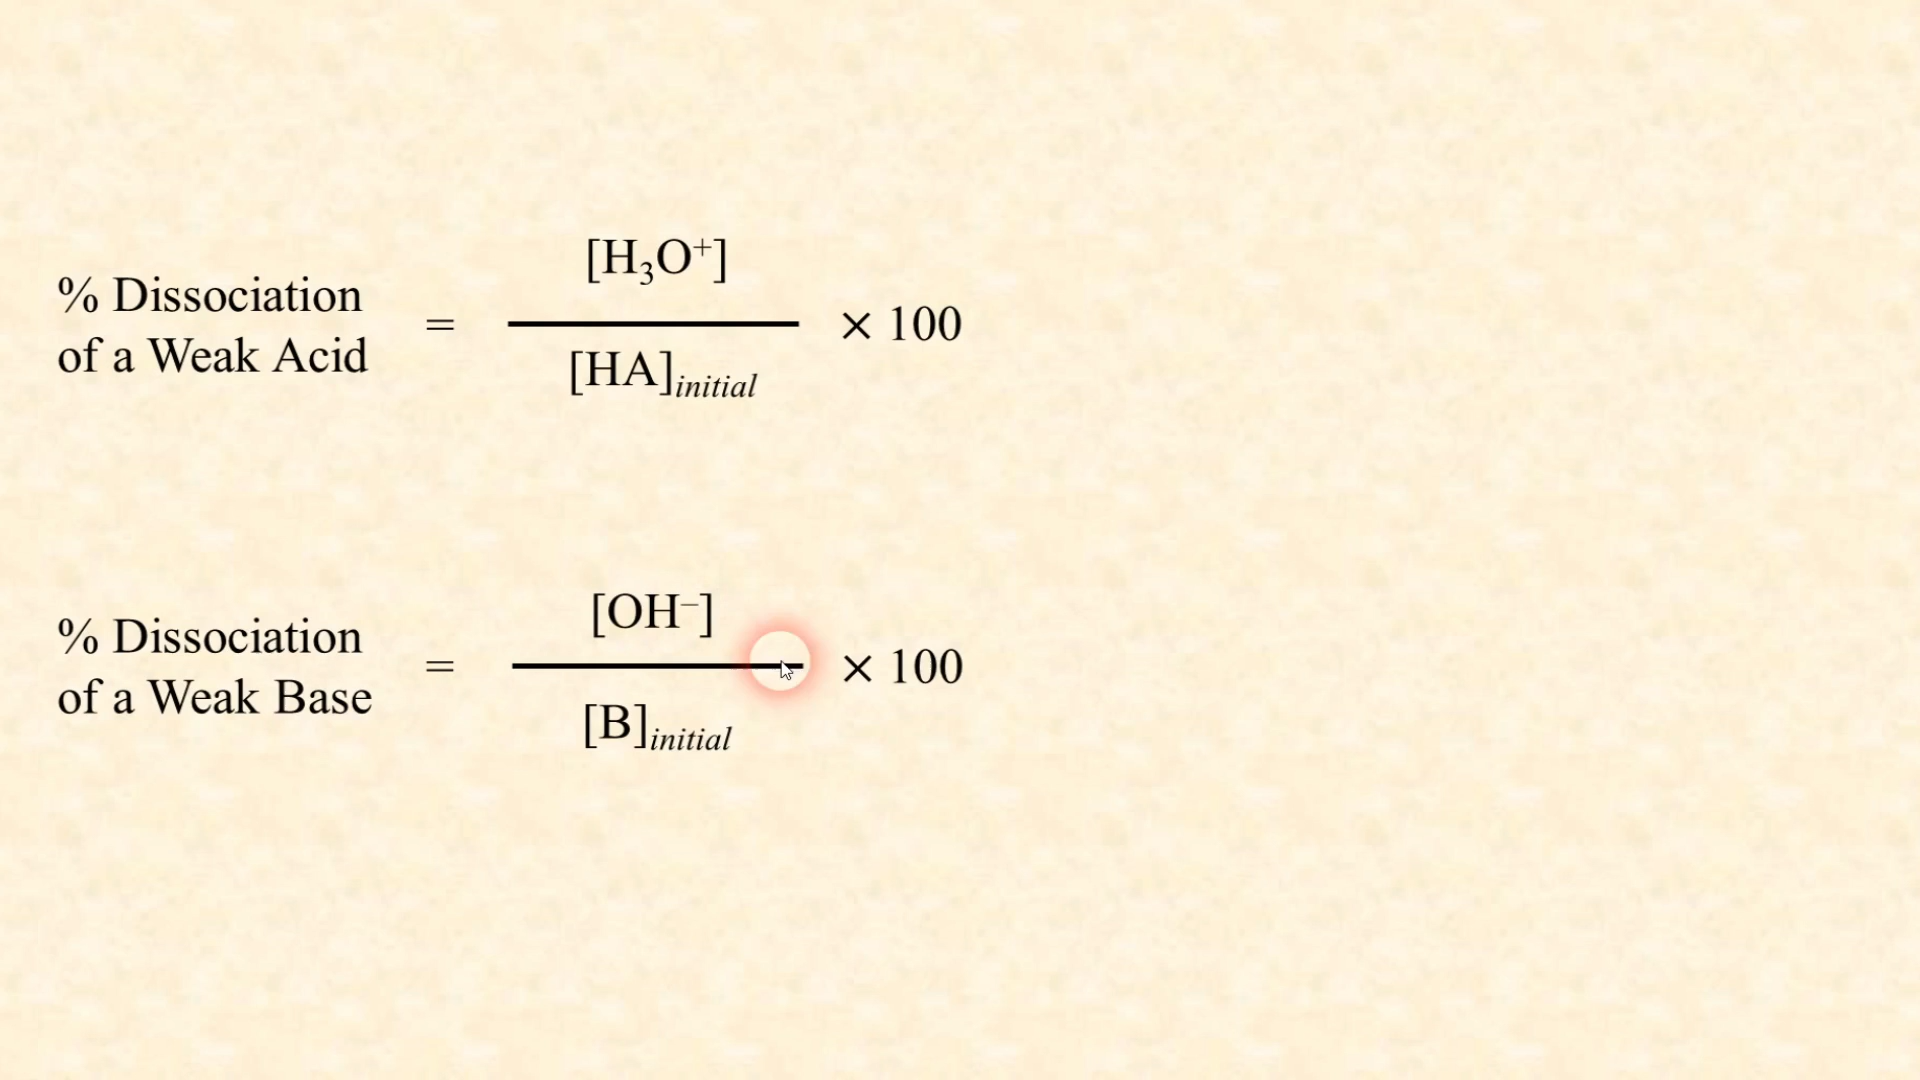 [H₃O⁺]
% Dissociation
of a Weak Acid = × 100
[HA]initial
[OH⁻]
% Dissociation
of a Weak Base = × 100
[B]initial